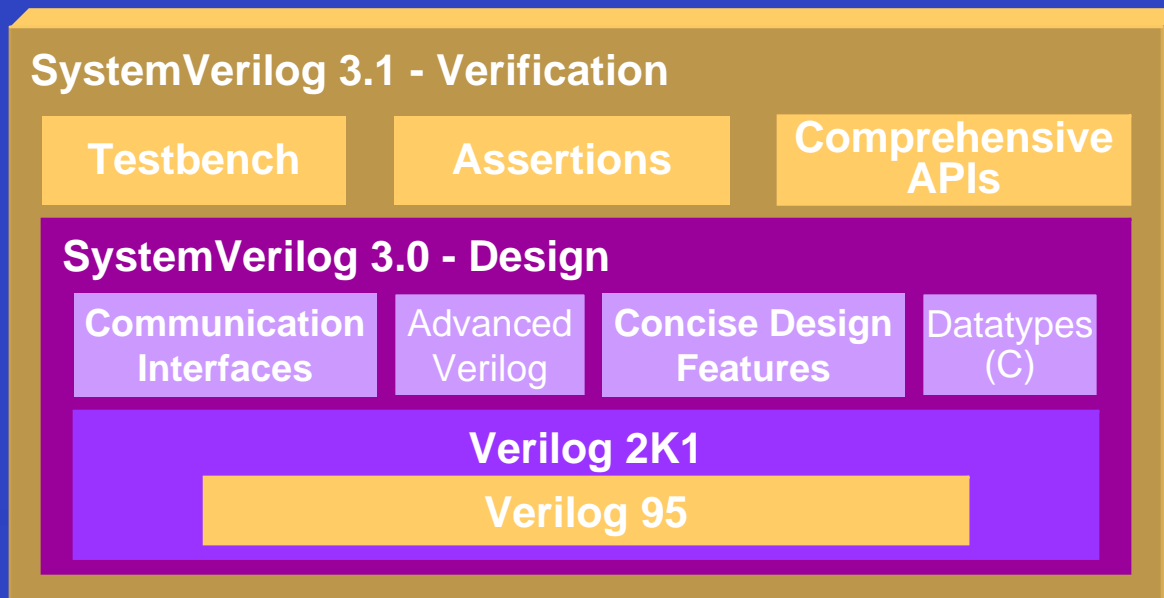 SystemVerilog 3.1 - Verification
Testbench
Assertions
Comprehensive
APIs
SystemVerilog 3.0 - Design
Communication
Interfaces
Advanced
Verilog
Concise Design
Features
Datatypes
(C)
Verilog 2K1
Verilog 95